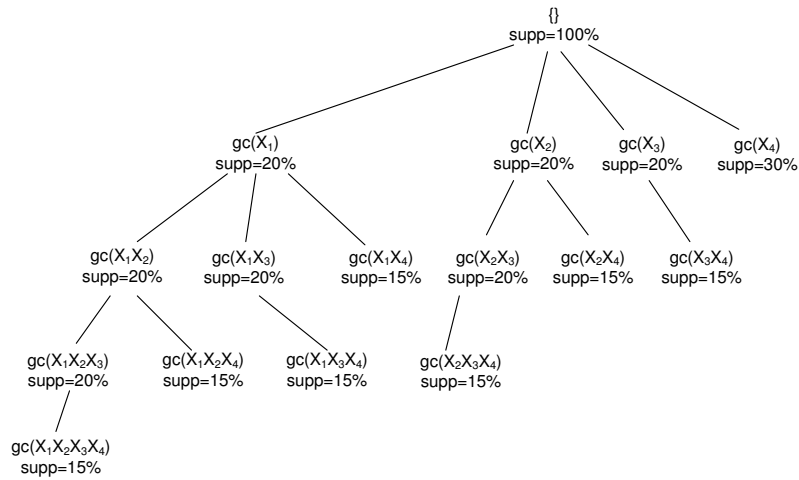 {}
supp=100%
gc(X₁)
supp=20%
gc(X₂)
supp=20%
gc(X₃)
supp=20%
gc(X₄)
supp=30%
gc(X₁X₂)
supp=20%
gc(X₁X₃)
supp=20%
gc(X₁X₄)
supp=15%
gc(X₂X₃)
supp=20%
gc(X₂X₄)
supp=15%
gc(X₃X₄)
supp=15%
gc(X₁X₂X₃)
supp=20%
gc(X₁X₂X₄)
supp=15%
gc(X₁X₃X₄)
supp=15%
gc(X₂X₃X₄)
supp=15%
gc(X₁X₂X₃X₄)
supp=15%